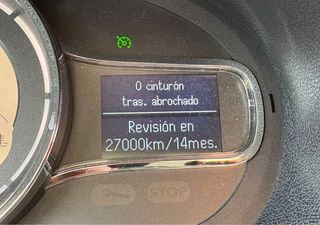 0 cinturón
tras. abrochado
Revisión en
27000km/14mes.
STOP